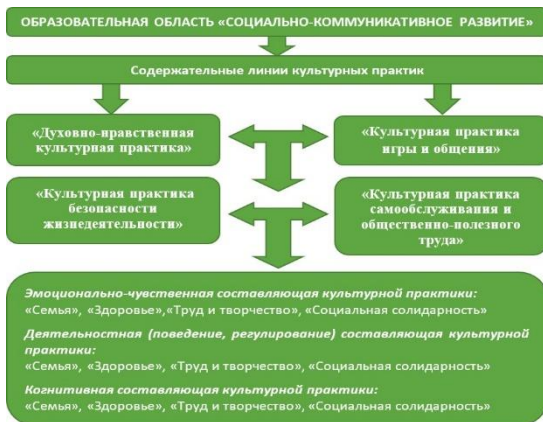 ОБРАЗОВАТЕЛЬНАЯ ОБЛАСТЬ «СОЦИАЛЬНО-КОММУНИКАТИВНОЕ РАЗВИТИЕ»
Содержательные линии культурных практик
«Духовно-нравственная
культурная практика»
«Культурная практика
игры и общения»
«Культурная практика
безопасности
жизнедеятельности»
«Культурная практика
самообслуживания и
общественно-полезного
труда»
Эмоционально-чувственная составляющая культурной практики:
«Семья», «Здоровье»,«Труд и творчество», «Социальная солидарность»
Деятельностная (поведение, регулирование) составляющая культурной
практики:
«Семья», «Здоровье», «Труд и творчество», «Социальная солидарность»
Когнитивная составляющая культурной практики:
«Семья», «Здоровье», «Труд и творчество», «Социальная солидарность»